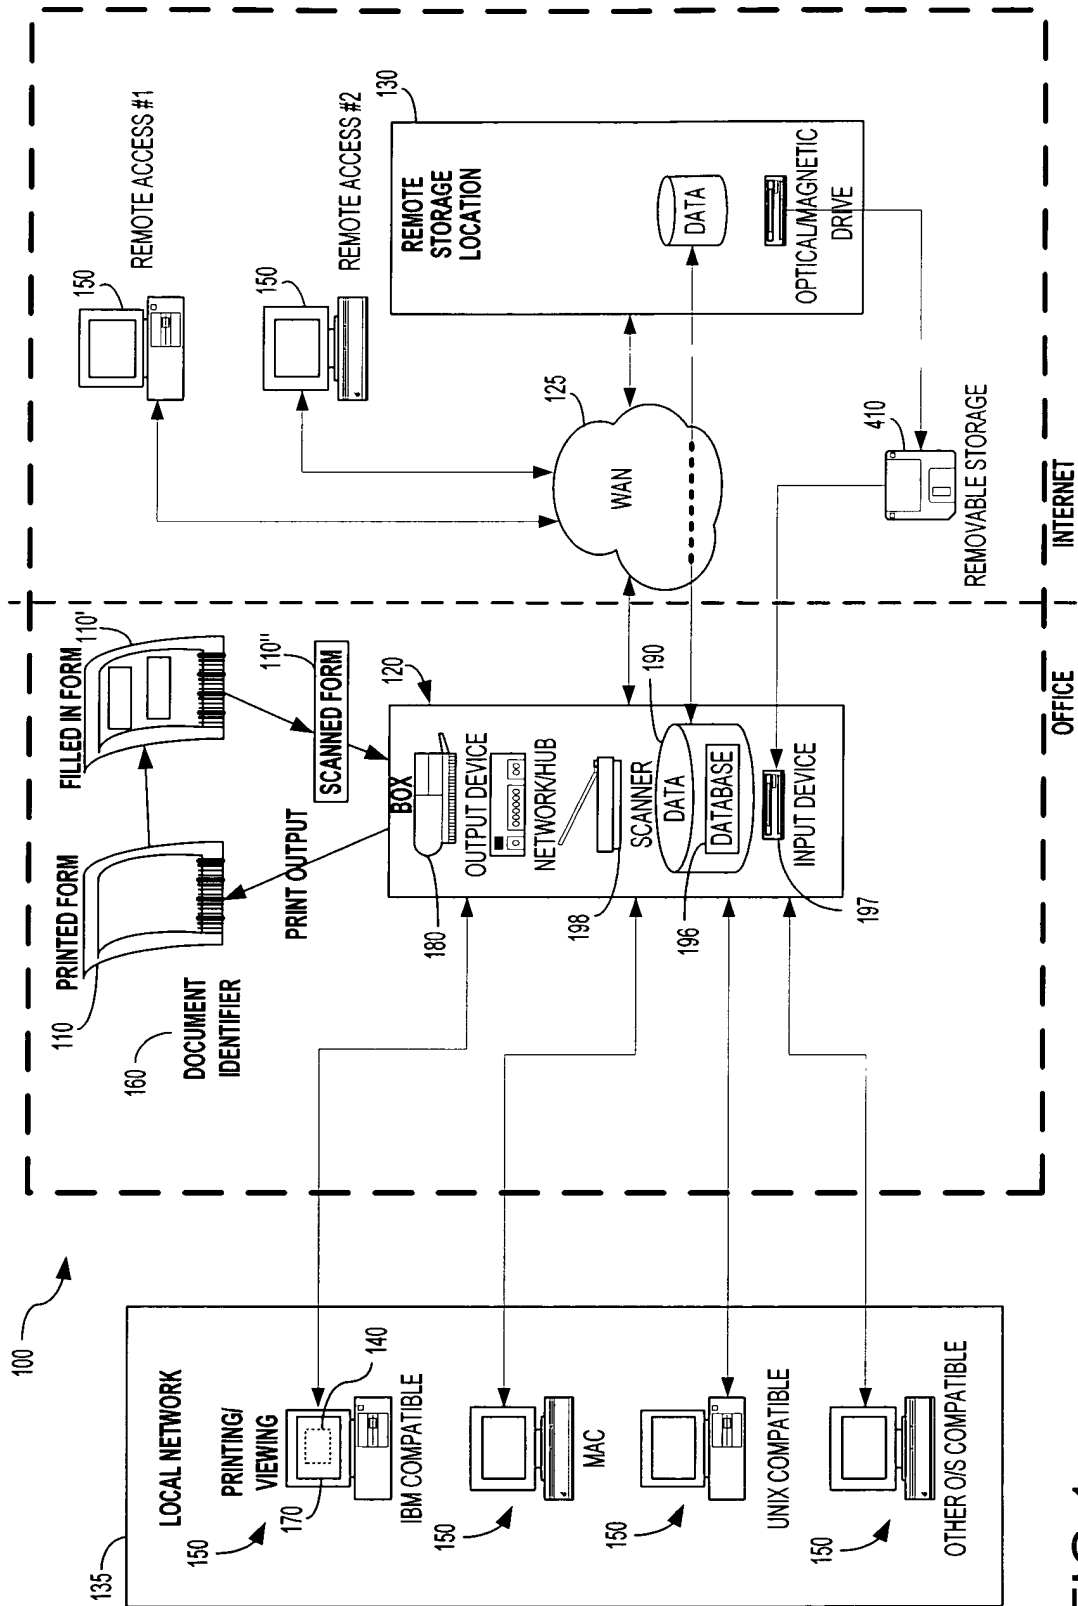 100
135
LOCAL NETWORK
PRINTING/
VIEWING
150
170
140
IBM COMPATIBLE
150
MAC
150
UNIX COMPATIBLE
150
OTHER O/S COMPATIBLE
110
PRINTED FORM
160
DOCUMENT
IDENTIFIER
FILLED IN FORM
110'
PRINT OUTPUT
SCANNED FORM
110"
120
BOX
180
OUTPUT DEVICE
NETWORK/HUB
198
SCANNER
190
DATA
DATABASE
196
INPUT DEVICE
197
OFFICE
INTERNET
150
REMOTE ACCESS #1
150
REMOTE ACCESS #2
125
WAN
130
REMOTE
STORAGE
LOCATION
DATA
OPTICAL/MAGNETIC
DRIVE
410
REMOVABLE STORAGE